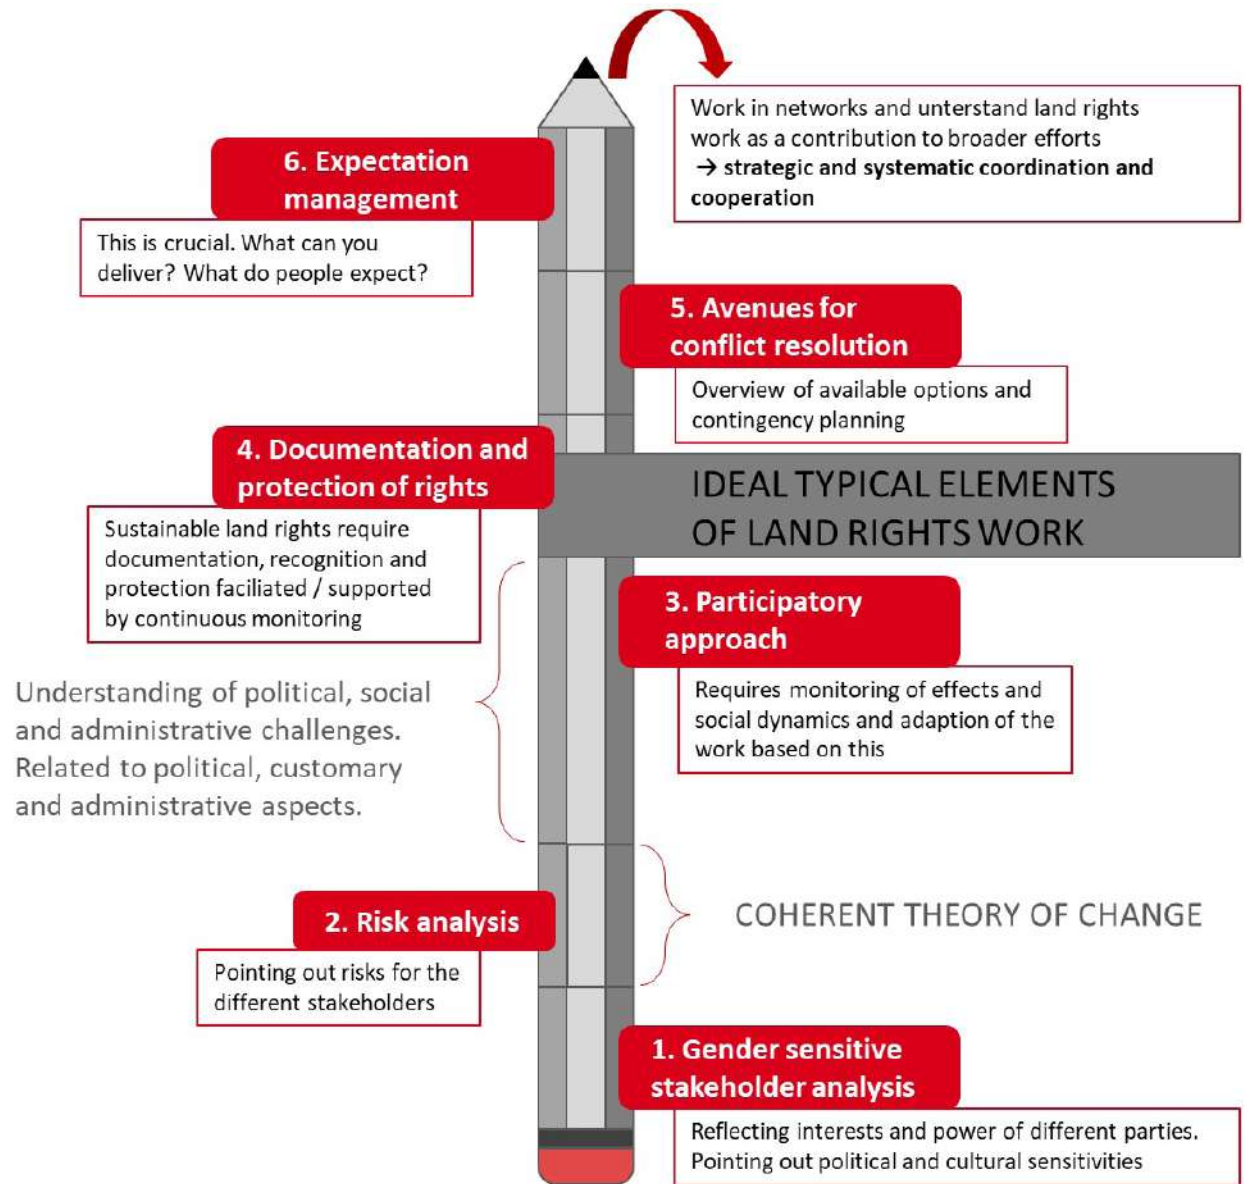 Work in networks and unterstand land rights
work as a contribution to broader efforts
→ strategic and systematic coordination and
cooperation
6. Expectation
management
This is crucial. What can you
deliver? What do people expect?
5. Avenues for
conflict resolution
Overview of available options and
contingency planning
4. Documentation and
protection of rights
Sustainable land rights require
documentation, recognition and
protection faciliated / supported
by continuous monitoring
IDEAL TYPICAL ELEMENTS
OF LAND RIGHTS WORK
3. Participatory
approach
Requires monitoring of effects and
social dynamics and adaption of the
work based on this
Understanding of political, social
and administrative challenges.
Related to political, customary
and administrative aspects.
2. Risk analysis
Pointing out risks for the
different stakeholders
COHERENT THEORY OF CHANGE
1. Gender sensitive
stakeholder analysis
Reflecting interests and power of different parties.
Pointing out political and cultural sensitivities